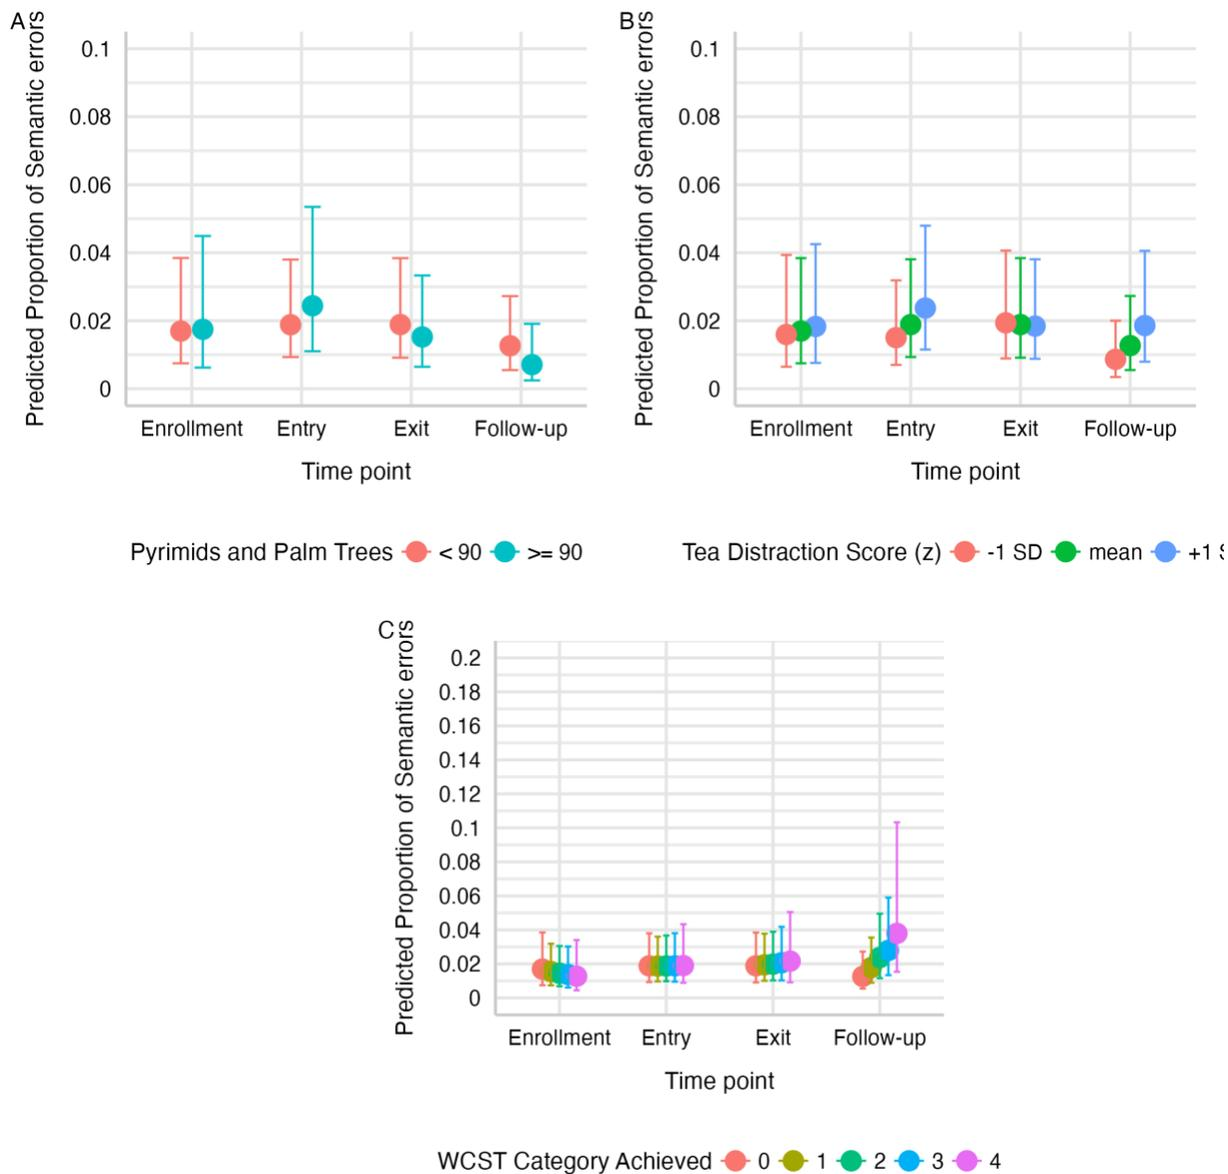 A
Predicted Proportion of Semantic errors
0.1
0.08
0.06
0.04
0.02
0
Enrollment Entry Exit Follow-up
Time point
Pyrimids and Palm Trees < 90 >= 90
B
Predicted Proportion of Semantic errors
0.1
0.08
0.06
0.04
0.02
0
Enrollment Entry Exit Follow-up
Time point
Tea Distraction Score (z) -1 SD mean +1 S
C
Predicted Proportion of Semantic errors
0.2
0.18
0.16
0.14
0.12
0.1
0.08
0.06
0.04
0.02
0
Enrollment Entry Exit Follow-up
Time point
WCST Category Achieved 0 1 2 3 4